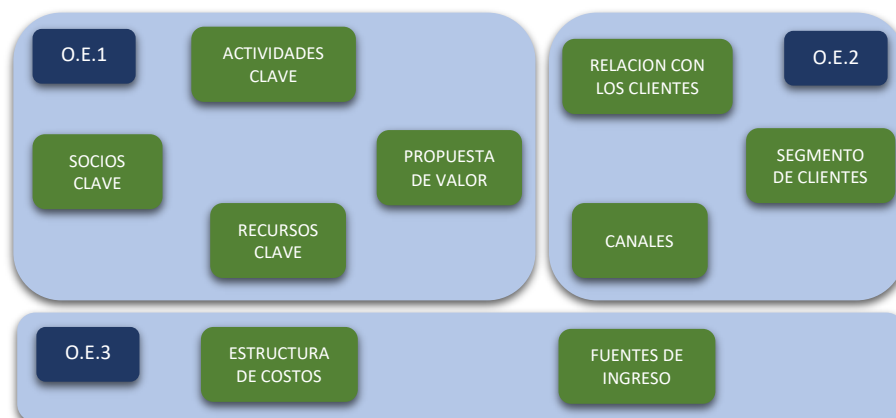 O.E.1
ACTIVIDADES
CLAVE
SOCIOS
CLAVE
PROPUESTA
DE VALOR
RECURSOS
CLAVE
RELACION CON
LOS CLIENTES
O.E.2
SEGMENTO
DE CLIENTES
CANALES
O.E.3
ESTRUCTURA
DE COSTOS
FUENTES DE
INGRESO